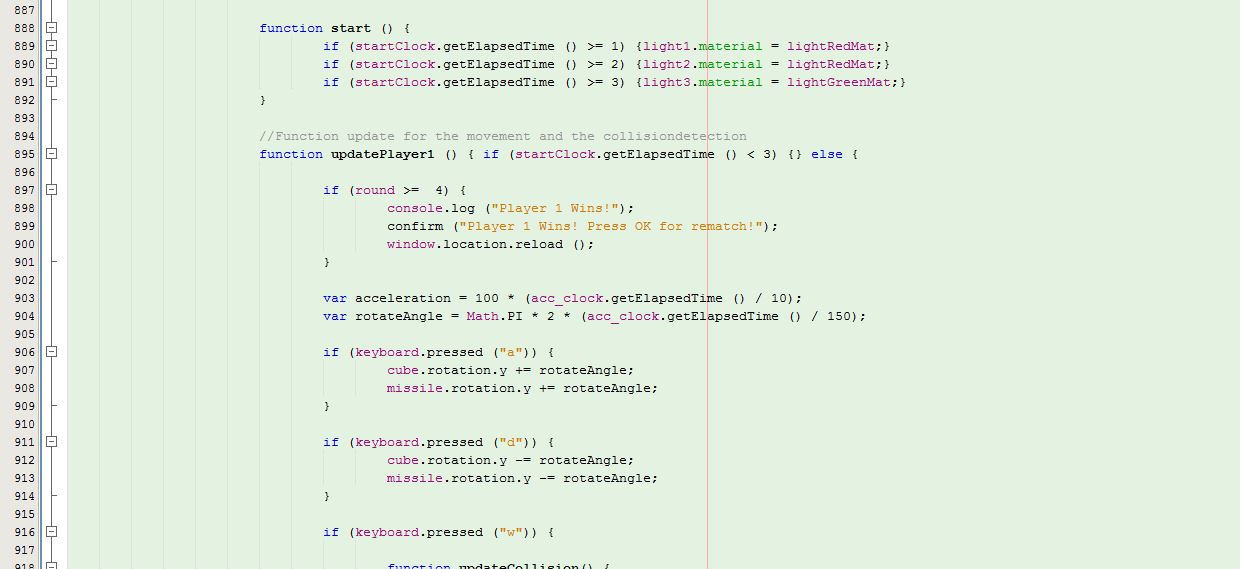 887
888 function start () {
889 if (startClock.getElapsedTime () >= 1) {light1.material = lightRedMat;}
890 if (startClock.getElapsedTime () >= 2) {light2.material = lightRedMat;}
891 if (startClock.getElapsedTime () >= 3) {light3.material = lightGreenMat;}
892 }
893
894 //Function update for the movement and the collisiondetection
895 function updatePlayer1 () { if (startClock.getElapsedTime () < 3) {} else {
896
897 if (round >=  4) {
898 console.log ("Player 1 Wins!");
899 confirm ("Player 1 Wins! Press OK for rematch!");
900 window.location.reload ();
901 }
902
903 var acceleration = 100 * (acc_clock.getElapsedTime () / 10);
904 var rotateAngle = Math.PI * 2 * (acc_clock.getElapsedTime () / 150);
905
906 if (keyboard.pressed ("a")) {
907 cube.rotation.y += rotateAngle;
908 missile.rotation.y += rotateAngle;
909 }
910
911 if (keyboard.pressed ("d")) {
912 cube.rotation.y -= rotateAngle;
913 missile.rotation.y -= rotateAngle;
914 }
915
916 if (keyboard.pressed ("w")) {
917
918 function updateCollision() {